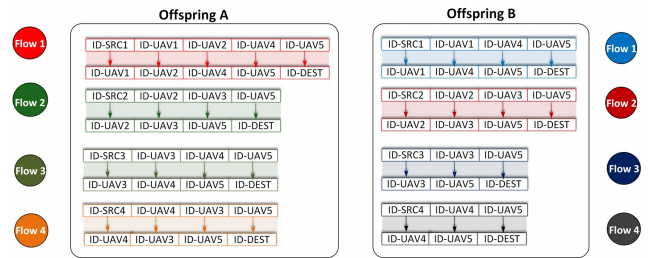 Offspring A
Flow 1
ID-SRC1 ID-UAV1 ID-UAV2 ID-UAV4 ID-UAV5
ID-UAV1 ID-UAV2 ID-UAV4 ID-UAV5 ID-DEST
Flow 2
ID-SRC2 ID-UAV2 ID-UAV3 ID-UAV5
ID-UAV2 ID-UAV3 ID-UAV5 ID-DEST
Flow 3
ID-SRC3 ID-UAV3 ID-UAV4 ID-UAV5
ID-UAV3 ID-UAV4 ID-UAV5 ID-DEST
Flow 4
ID-SRC4 ID-UAV4 ID-UAV3 ID-UAV5
ID-UAV4 ID-UAV3 ID-UAV5 ID-DEST
Offspring B
Flow 1
ID-SRC1 ID-UAV1 ID-UAV4 ID-UAV5
ID-UAV1 ID-UAV4 ID-UAV5 ID-DEST
Flow 2
ID-SRC2 ID-UAV2 ID-UAV3 ID-UAV5
ID-UAV2 ID-UAV3 ID-UAV5 ID-DEST
Flow 3
ID-SRC3 ID-UAV3 ID-UAV5
ID-UAV3 ID-UAV5 ID-DEST
Flow 4
ID-SRC4 ID-UAV4 ID-UAV5
ID-UAV4 ID-UAV5 ID-DEST